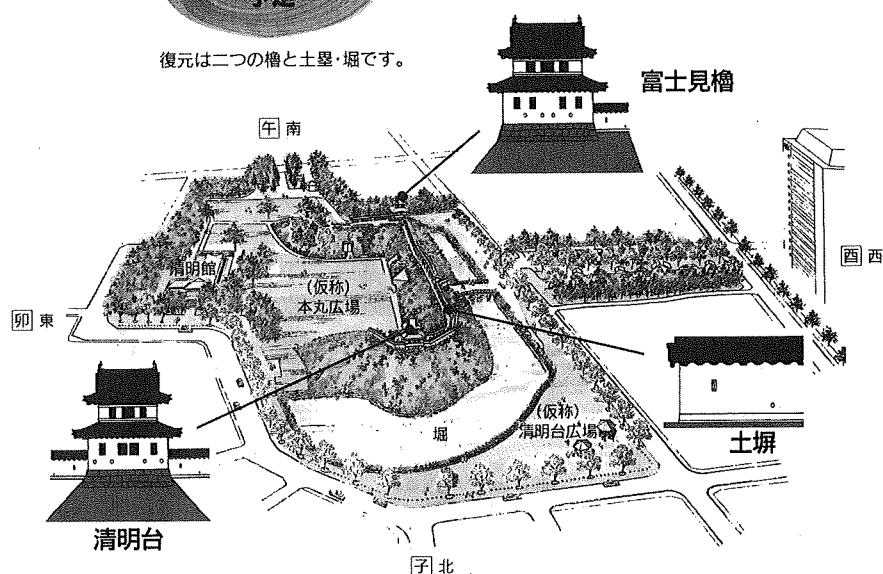 復元は二つの櫓と土塁・堀です。
富士見櫓
午 南
酉 西
清明館
(仮称)
本丸広場
卯 東
(仮称)
清明台広場
堀
土塀
清明台
子 北